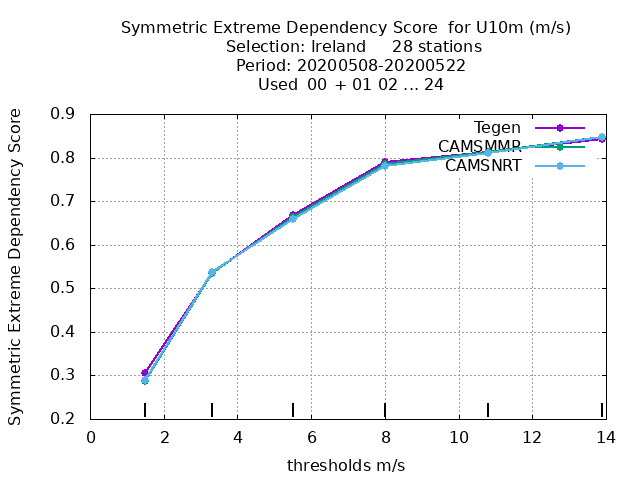 Symmetric Extreme Dependency Score  for U10m (m/s)
Selection: Ireland     28 stations
Period: 20200508-20200522
Used  00 + 01 02 ... 24
Symmetric Extreme Dependency Score
0.9
0.8
0.7
0.6
0.5
0.4
0.3
0.2
Tegen
CAMSMMR
CAMSNRT
0 2 4 6 8 10 12 14
thresholds m/s